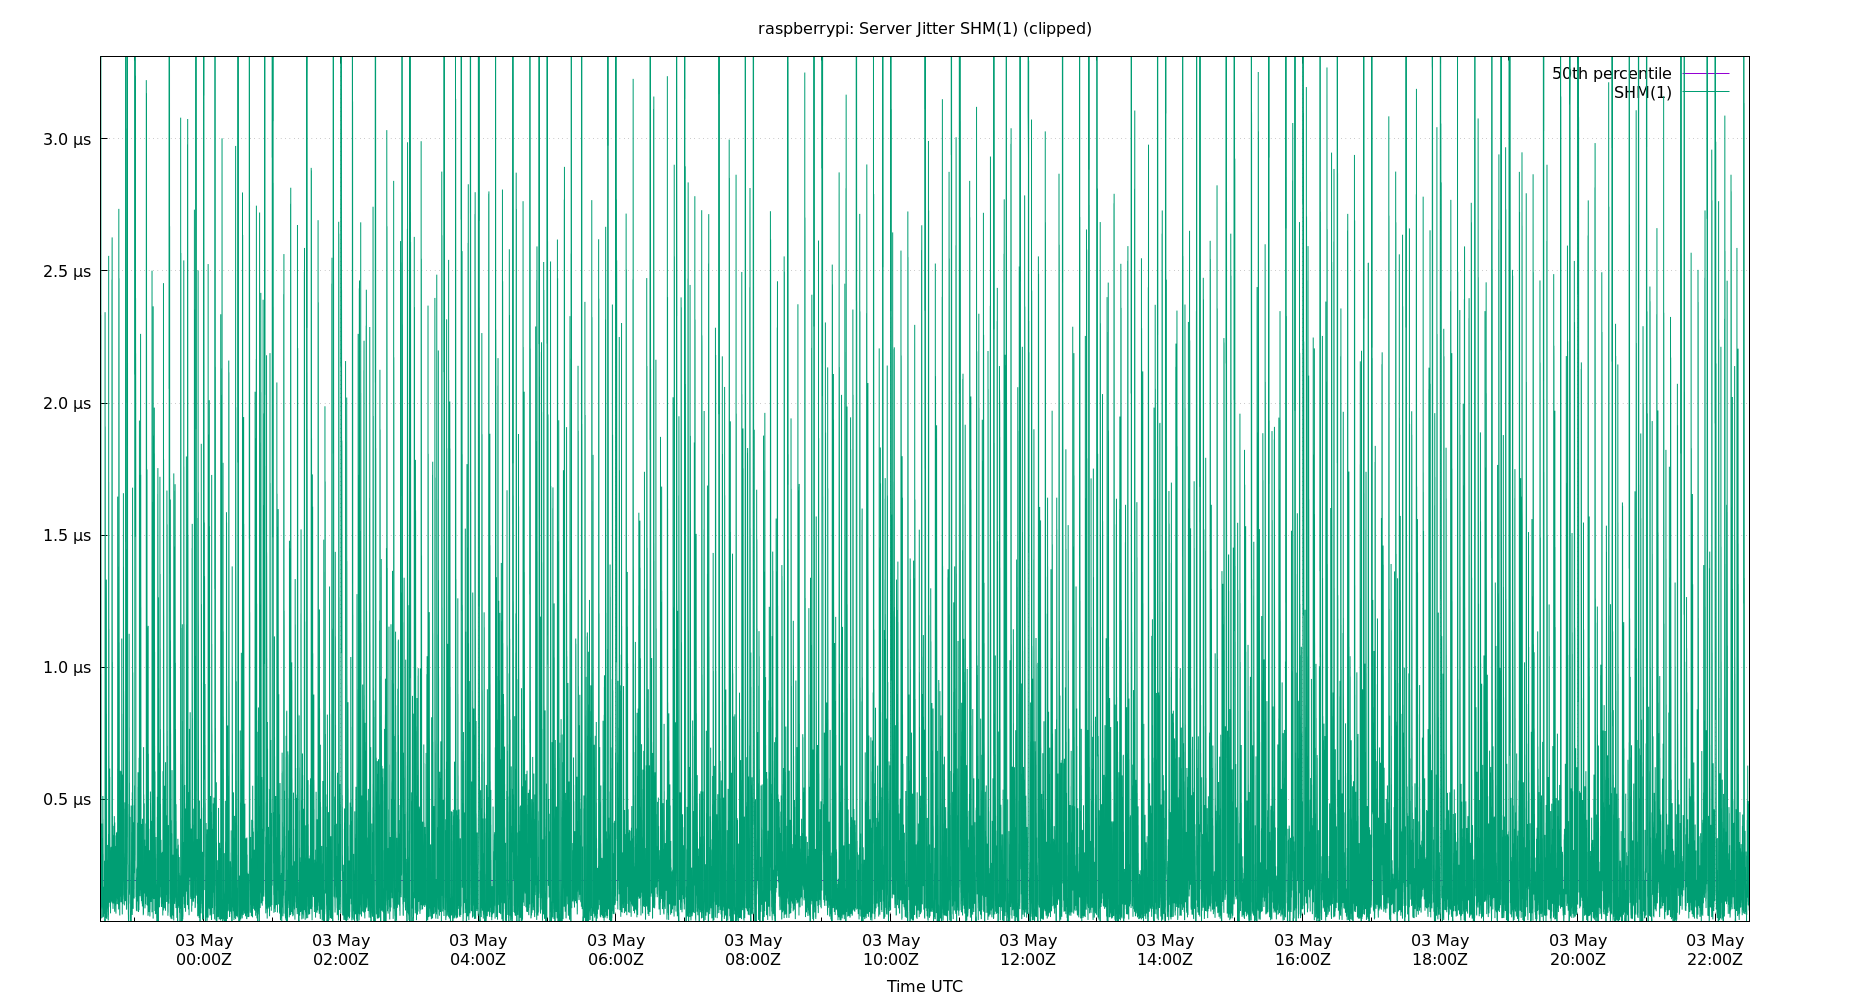 raspberrypi: Server Jitter SHM(1) (clipped)
50th percentile
SHM(1)
3.0 µs
2.5 µs
2.0 µs
1.5 µs
1.0 µs
0.5 µs
03 May 03 May 03 May 03 May 03 May 03 May 03 May 03 May 03 May 03 May 03 May 03 May
00:00Z 02:00Z 04:00Z 06:00Z 08:00Z 10:00Z 12:00Z 14:00Z 16:00Z 18:00Z 20:00Z 22:00Z
Time UTC